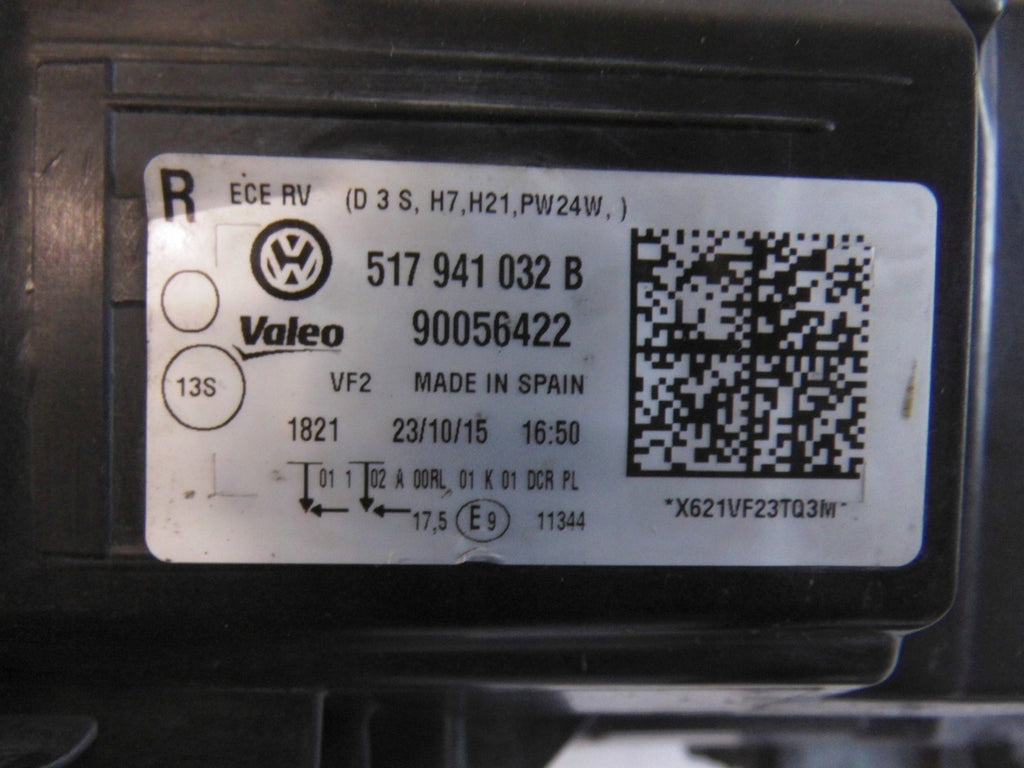 R ECE RV (D 3 S, H7,H21,PW24W, )
517 941 032 B
Valeo 90056422
13S VF2 MADE IN SPAIN
1821 23/10/15 16:50
01 1 02 A 00RL 01 K 01 DCR PL
17,5 E9 11344
*X621VF23TQ3M*